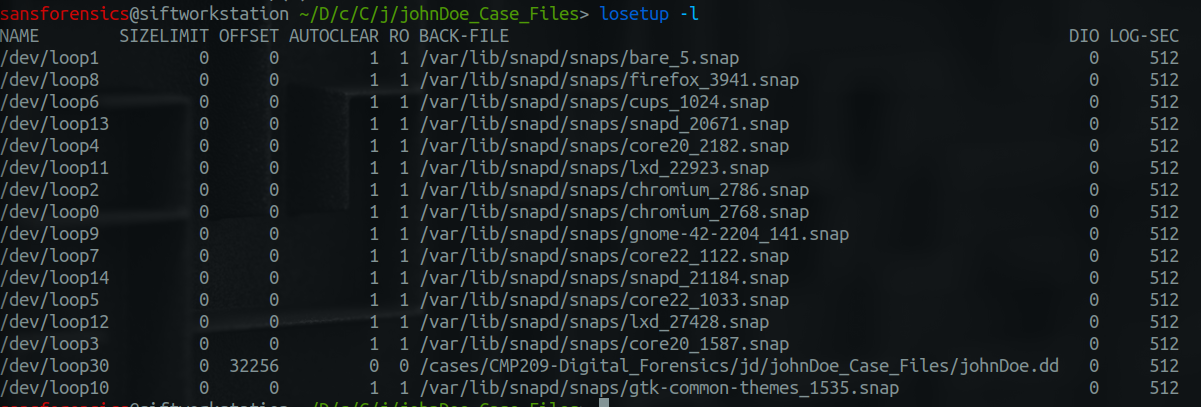 sansforensics@siftworkstation ~/D/c/C/j/johnDoe_Case_Files> losetup -l
NAME SIZELIMIT OFFSET AUTOCLEAR RO BACK-FILE DIO LOG-SEC
/dev/loop1 0 0 1 1 /var/lib/snapd/snaps/bare_5.snap 0 512
/dev/loop8 0 0 1 1 /var/lib/snapd/snaps/firefox_3941.snap 0 512
/dev/loop6 0 0 1 1 /var/lib/snapd/snaps/cups_1024.snap 0 512
/dev/loop13 0 0 1 1 /var/lib/snapd/snaps/snapd_20671.snap 0 512
/dev/loop4 0 0 1 1 /var/lib/snapd/snaps/core20_2182.snap 0 512
/dev/loop11 0 0 1 1 /var/lib/snapd/snaps/lxd_22923.snap 0 512
/dev/loop2 0 0 1 1 /var/lib/snapd/snaps/chromium_2786.snap 0 512
/dev/loop0 0 0 1 1 /var/lib/snapd/snaps/chromium_2768.snap 0 512
/dev/loop9 0 0 1 1 /var/lib/snapd/snaps/gnome-42-2204_141.snap 0 512
/dev/loop7 0 0 1 1 /var/lib/snapd/snaps/core22_1122.snap 0 512
/dev/loop14 0 0 1 1 /var/lib/snapd/snaps/snapd_21184.snap 0 512
/dev/loop5 0 0 1 1 /var/lib/snapd/snaps/core22_1033.snap 0 512
/dev/loop12 0 0 1 1 /var/lib/snapd/snaps/lxd_27428.snap 0 512
/dev/loop3 0 0 1 1 /var/lib/snapd/snaps/core20_1587.snap 0 512
/dev/loop30 0 32256 0 0 /cases/CMP209-Digital_Forensics/jd/johnDoe_Case_Files/johnDoe.dd 0 512
/dev/loop10 0 0 1 1 /var/lib/snapd/snaps/gtk-common-themes_1535.snap 0 512
sansforensics@siftworkstation ~/D/c/C/j/johnDoe_Case_Files>